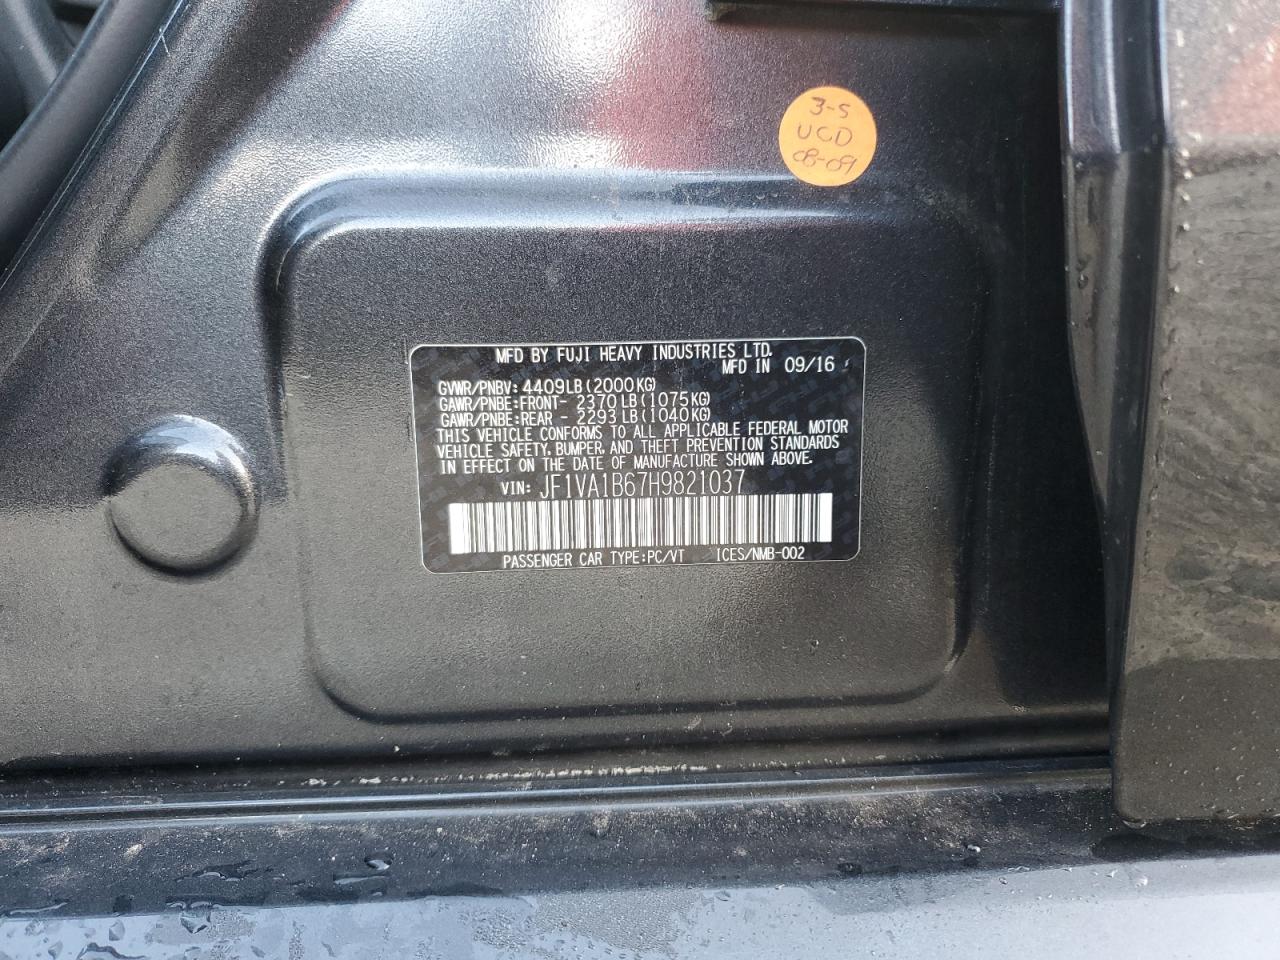 3-S
UCD
08-09
MFD BY FUJI HEAVY INDUSTRIES LTD.
MFD IN 09/16
GVWR/PNBV: 4409LB(2000KG)
GAWR/PNBE:FRONT- 2370LB(1075KG)
GAWR/PNBE:REAR - 2293LB(1040KG)
THIS VEHICLE CONFORMS TO ALL APPLICABLE FEDERAL MOTOR
VEHICLE SAFETY, BUMPER, AND THEFT PREVENTION STANDARDS
IN EFFECT ON THE DATE OF MANUFACTURE SHOWN ABOVE.
VIN: JF1VA1B67H9821037
PASSENGER CAR TYPE:PC/VT ICES/NMB-002